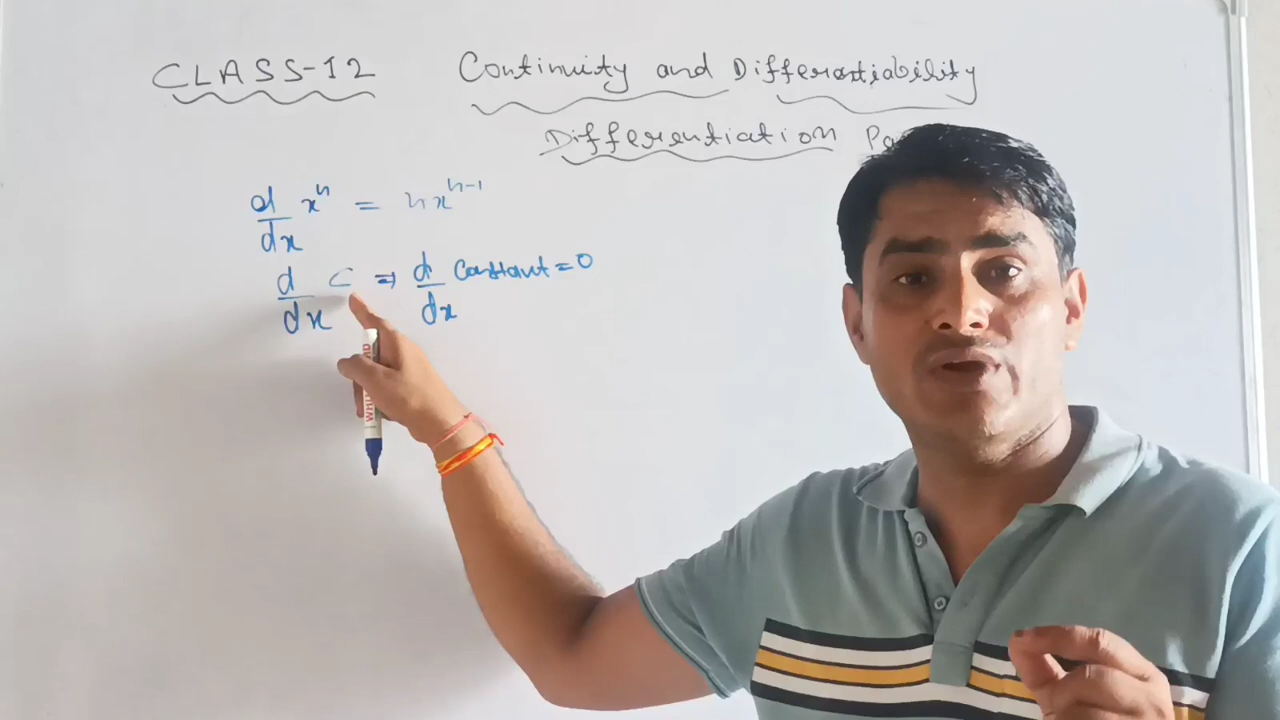 CLASS-12 Continuity and Differentiability
Differentiation
d/dx x^n = nx^(n-1)
d/dx C ⇒ d/dx Constant = 0